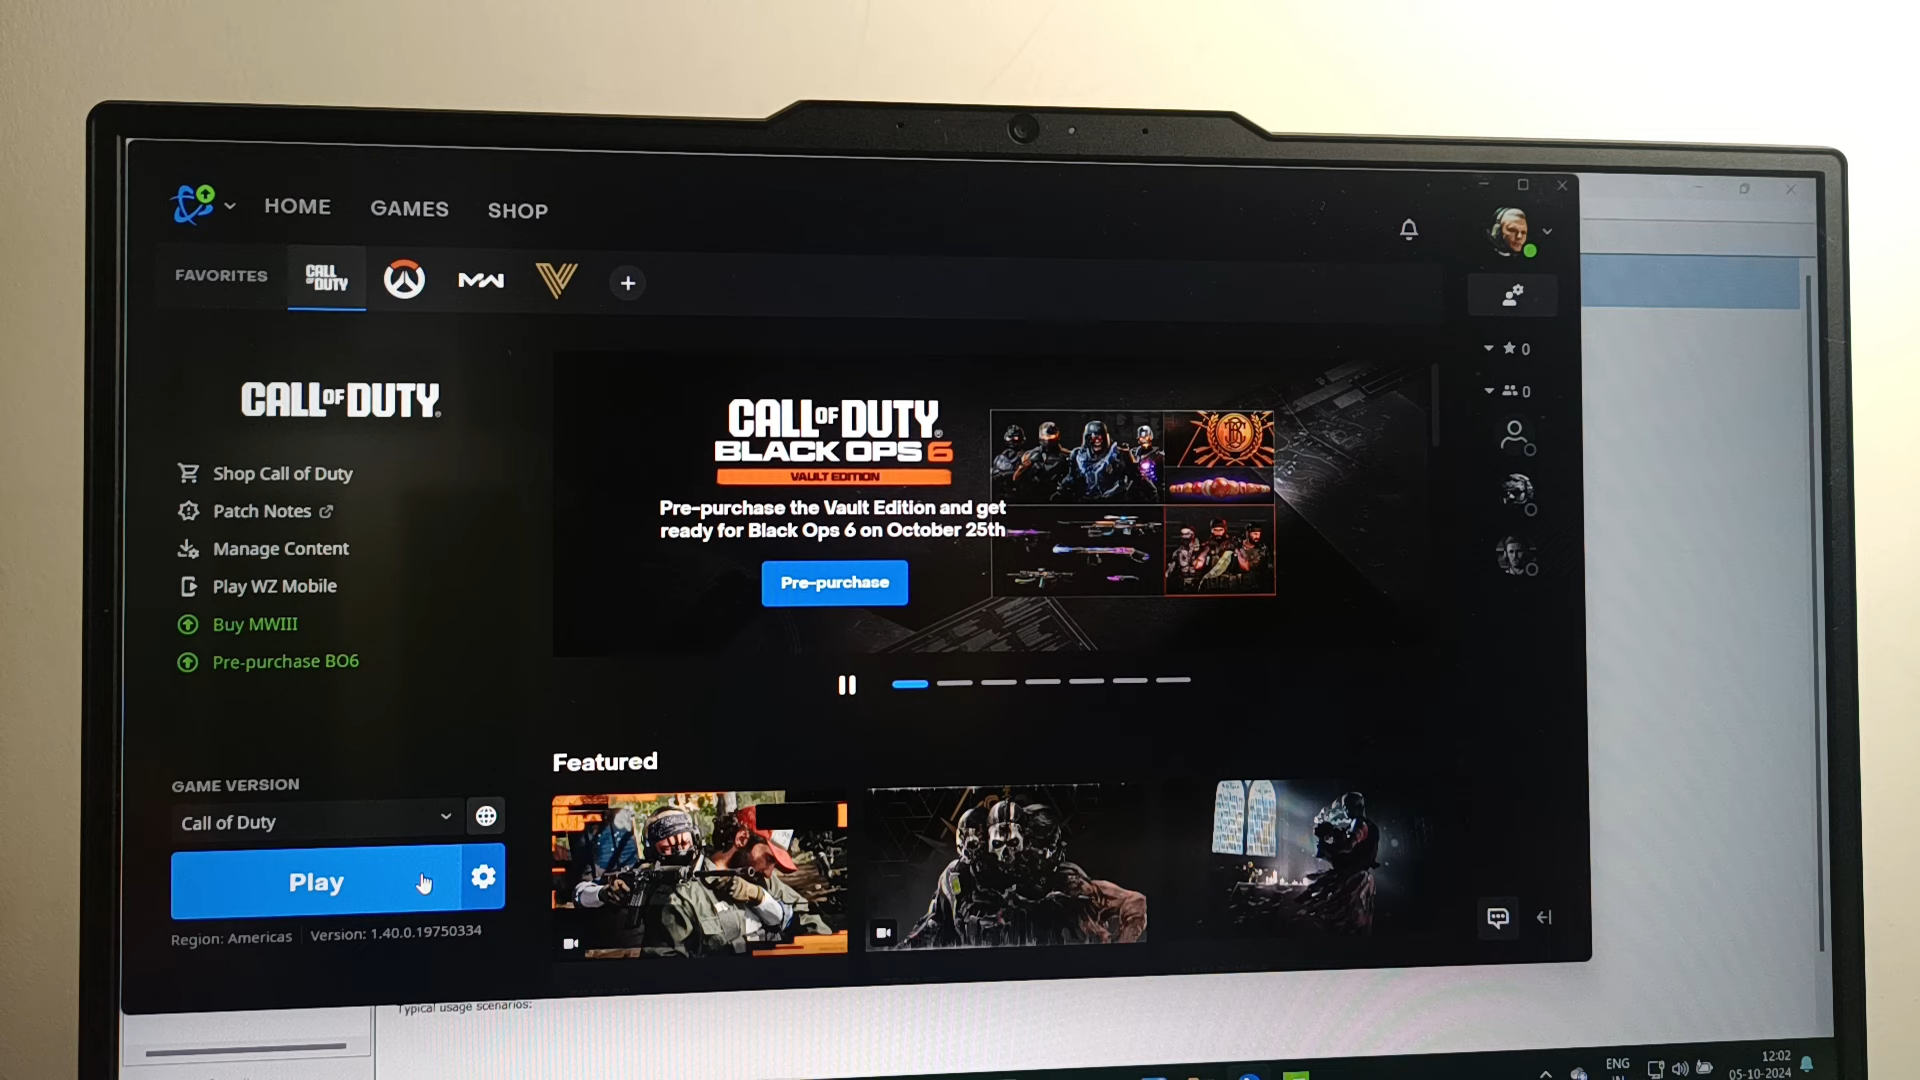 HOME GAMES SHOP
FAVORITES CALL OF DUTY MW
0
0
CALL OF DUTY
Shop Call of Duty
Patch Notes
Manage Content
Play WZ Mobile
Buy MWIII
Pre-purchase BO6
CALL OF DUTY
BLACK OPS 6
VAULT EDITION
Pre-purchase the Vault Edition and get
ready for Black Ops 6 on October 25th
Pre-purchase
Featured
GAME VERSION
Call of Duty
Play
Region: Americas Version: 1.40.0.19750334
Typical usage scenarios:
ENG
12:02
05-10-2024